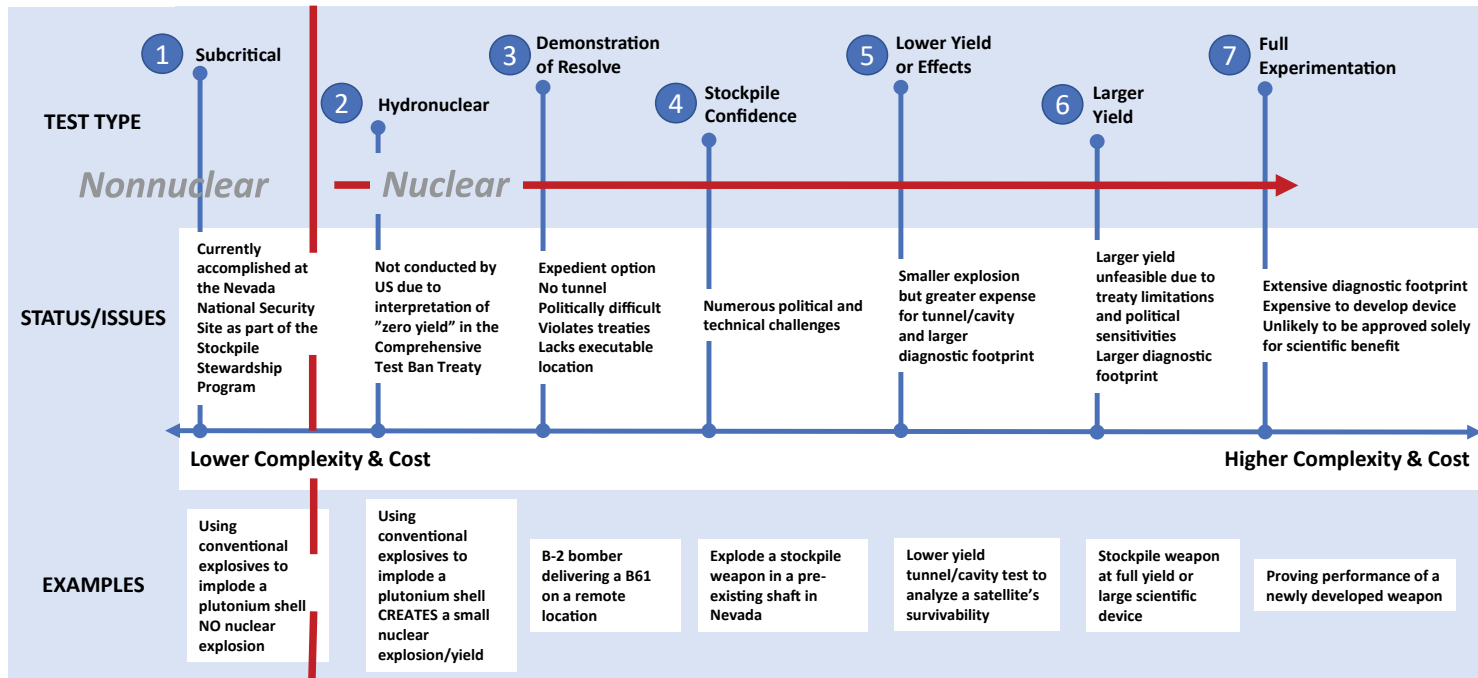 TEST TYPE
1
Subcritical
2
Hydronuclear
3
Demonstration
of Resolve
4
Stockpile
Confidence
5
Lower Yield
or Effects
6
Larger
Yield
7
Full
Experimentation
Nonnuclear
Nuclear
STATUS/ISSUES
Currently
accomplished at
the Nevada
National Security
Site as part of the
Stockpile
Stewardship
Program
Not conducted by
US due to
interpretation of
”zero yield” in the
Comprehensive
Test Ban Treaty
Expedient option
No tunnel
Politically difficult
Violates treaties
Lacks executable
location
Numerous political and
technical challenges
Smaller explosion
but greater expense
for tunnel/cavity
and larger
diagnostic footprint
Larger yield
unfeasible due to
treaty limitations
and political
sensitivities
Larger diagnostic
footprint
Extensive diagnostic footprint
Expensive to develop device
Unlikely to be approved solely
for scientific benefit
Lower Complexity & Cost
Higher Complexity & Cost
EXAMPLES
Using
conventional
explosives to
implode a
plutonium shell
NO nuclear
explosion
Using
conventional
explosives to
implode a
plutonium shell
CREATES a small
nuclear
explosion/yield
B-2 bomber
delivering a B61
on a remote
location
Explode a stockpile
weapon in a pre-
existing shaft in
Nevada
Lower yield
tunnel/cavity test to
analyze a satellite’s
survivability
Stockpile weapon
at full yield or
large scientific
device
Proving performance of a
newly developed weapon